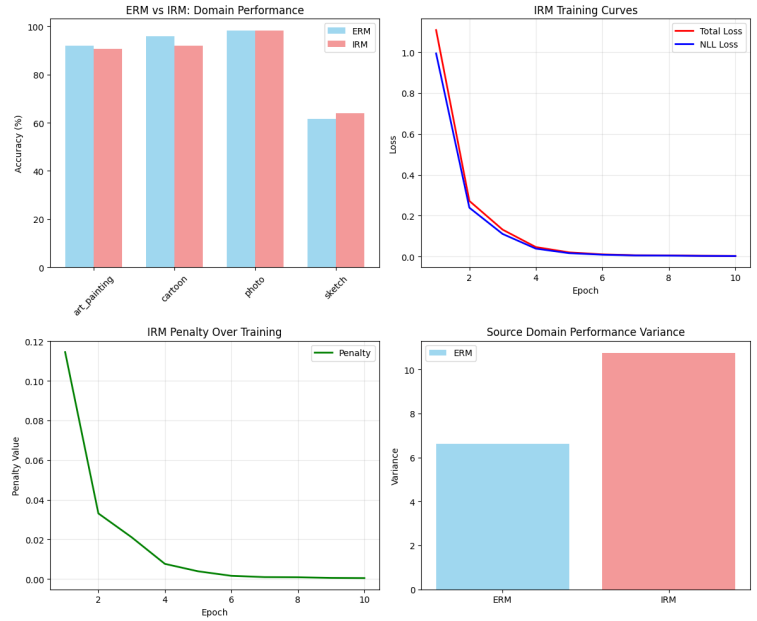 ERM vs IRM: Domain Performance
Accuracy (%)
100
80
60
40
20
0
art_painting
cartoon
photo
sketch
ERM
IRM
IRM Training Curves
Loss
1.0
0.8
0.6
0.4
0.2
0.0
2
4
6
8
10
Epoch
Total Loss
NLL Loss
IRM Penalty Over Training
Penalty Value
0.12
0.10
0.08
0.06
0.04
0.02
0.00
2
4
6
8
10
Epoch
Penalty
Source Domain Performance Variance
Variance
10
8
6
4
2
0
ERM
IRM
ERM